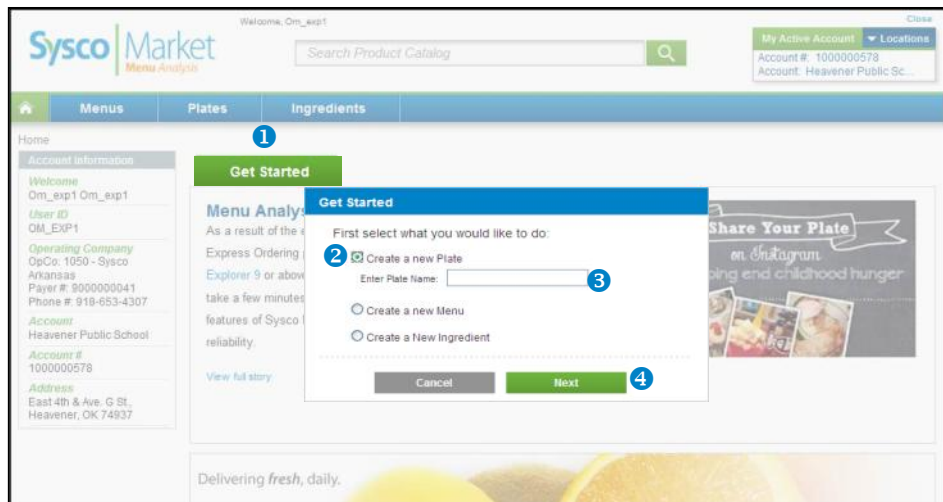 Welcome, Om_exp1
Close
Sysco Market
Menu Analysis
Search Product Catalog
My Active Account
Locations
Account #: 1000000578
Account: Heavener Public Sc...
Menus
Plates
Ingredients
Home
1
Account Information
Welcome
Om_exp1 Om_exp1
User ID
OM_EXP1
Operating Company
OpCo: 1050 - Sysco
Arkansas
Payer #: 9000000041
Phone #: 918-653-4307
Account
Heavener Public School
Account #
1000000578
Address
East 4th & Ave. G St.,
Heavener, OK 74937
Get Started
Menu Analys
As a result of the
Express Ordering
Explorer 9 or abov
take a few minutes
features of Sysco
reliability.
View full story
Get Started
First select what you would like to do:
2 Create a new Plate
Enter Plate Name:
3
Create a new Menu
Create a New Ingredient
Cancel
Next
4
Share Your Plate
on Instagram
ping end childhood hunger
Delivering fresh, daily.